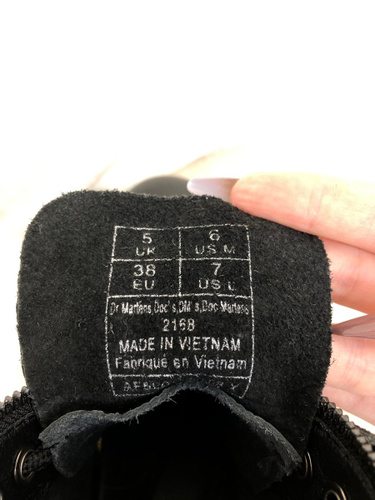 5 UK 6 US M
38 EU 7 US L
Dr Martens,Doc's,DM's,Doc-Martens
2168
MADE IN VIETNAM
Fabriqué en Vietnam